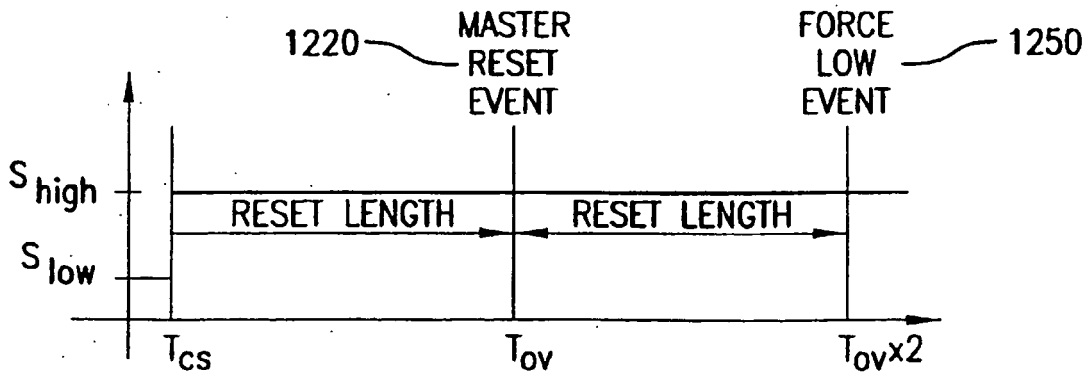 1220
MASTER
RESET
EVENT
FORCE
LOW
EVENT
1250
S high
RESET LENGTH
RESET LENGTH
S low
T CS
T OV
T OV x2